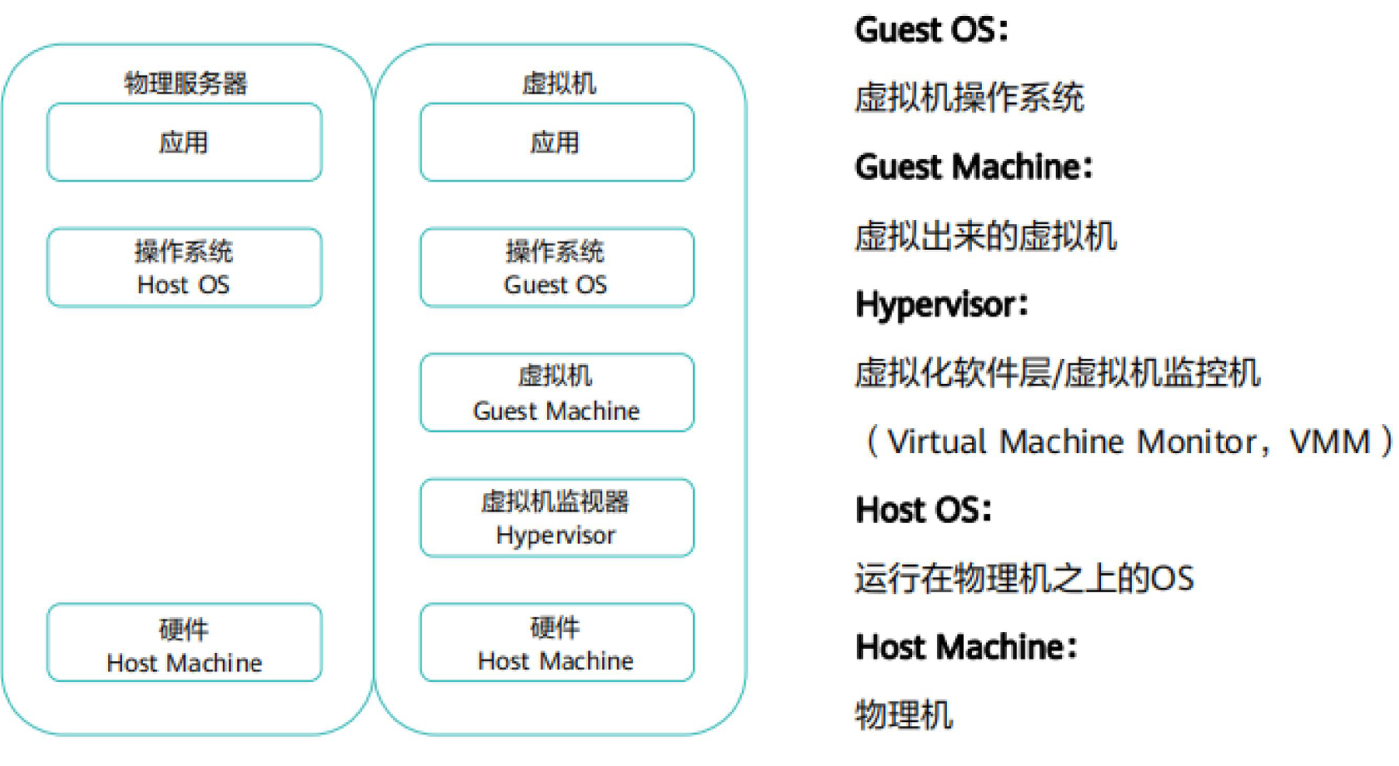 物理服务器
应用
操作系统
Host OS
硬件
Host Machine
虚拟机
应用
操作系统
Guest OS
虚拟机
Guest Machine
虚拟机监视器
Hypervisor
硬件
Host Machine
Guest OS：
虚拟机操作系统
Guest Machine：
虚拟出来的虚拟机
Hypervisor：
虚拟化软件层/虚拟机监控机
（Virtual Machine Monitor，VMM）
Host OS：
运行在物理机之上的OS
Host Machine：
物理机